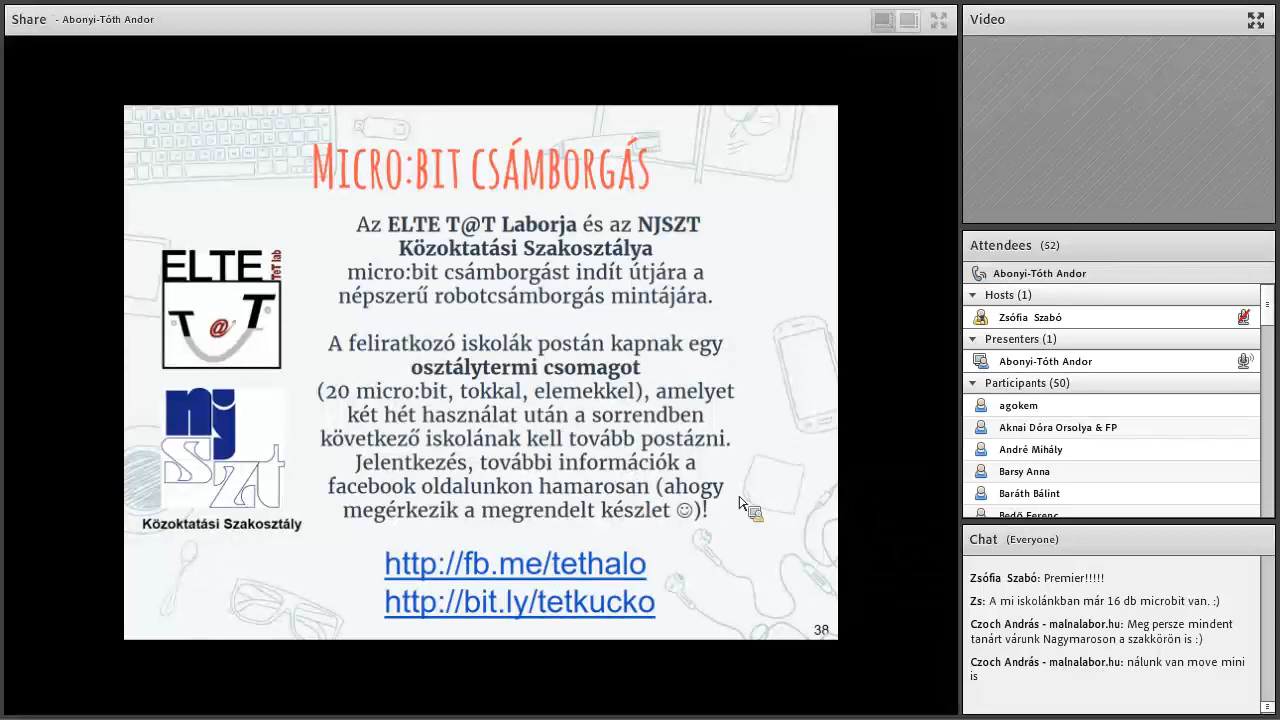 Share - Abonyi-Tóth Andor
MICRO:BIT CSÁMBORGÁS
Az ELTE T@T Laborja és az NJSZT
Közoktatási Szakosztálya
micro:bit csámborgást indít útjára a
népszerű robotcsámborgás mintájára.
A feliratkozó iskolák postán kapnak egy
osztálytermi csomagot
(20 micro:bit, tokkal, elemekkel), amelyet
két hét használat után a sorrendben
következő iskolának kell tovább postázni.
Jelentkezés, további információk a
facebook oldalunkon hamarosan (ahogy
megérkezik a megrendelt készlet ☺)!
http://fb.me/tethalo
http://bit.ly/tetkucko
38
ELTE TeT lab
T @ T
nj
szt
Közoktatási Szakosztály
Video
Attendees (52)
Abonyi-Tóth Andor
Hosts (1)
Zsófia Szabó
Presenters (1)
Abonyi-Tóth Andor
Participants (50)
agokem
Aknai Dóra Orsolya & FP
André Mihály
Barsy Anna
Baráth Bálint
Bedő Ferenc
Chat (Everyone)
Zsófia Szabó: Premier!!!!!
Zs: A mi iskolánkban már 16 db microbit van. :)
Czoch András - malnalabor.hu: Meg persze mindent
tanárt várunk Nagymaroson a szakkörön is :)
Czoch András - malnalabor.hu: nálunk van move mini
is